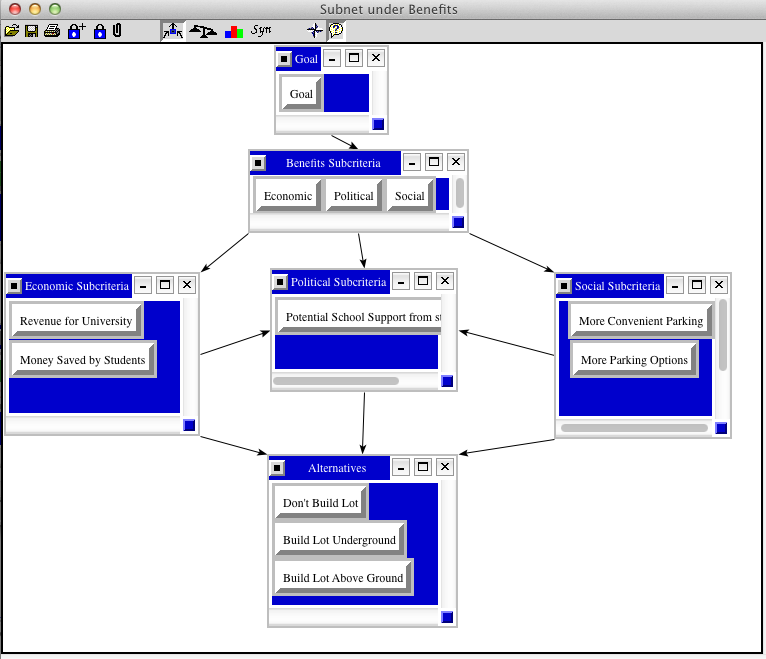 Subnet under Benefits
Syn
Goal
Goal
Benefits Subcriteria
Economic Political Social
Economic Subcriteria
Revenue for University
Money Saved by Students
Political Subcriteria
Potential School Support from
Social Subcriteria
More Convenient Parking
More Parking Options
Alternatives
Don't Build Lot
Build Lot Underground
Build Lot Above Ground